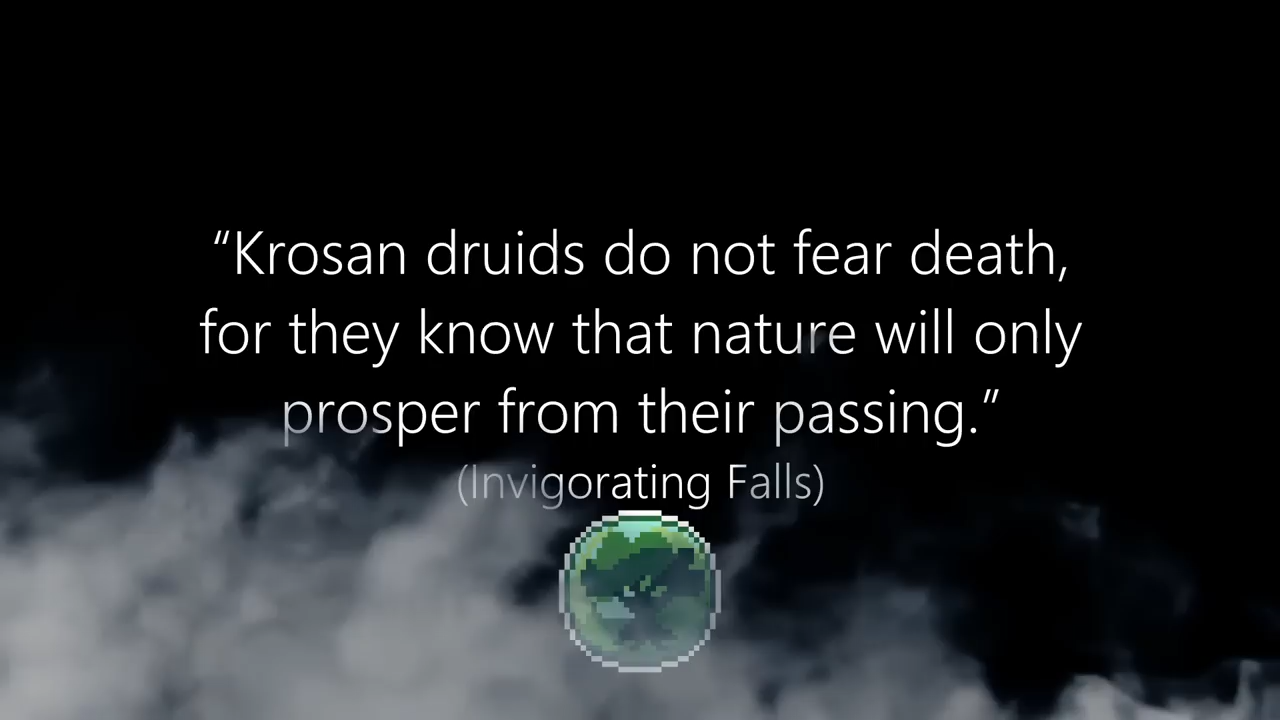 “Krosan druids do not fear death,
for they know that nature will only
prosper from their passing.”
(Invigorating Falls)